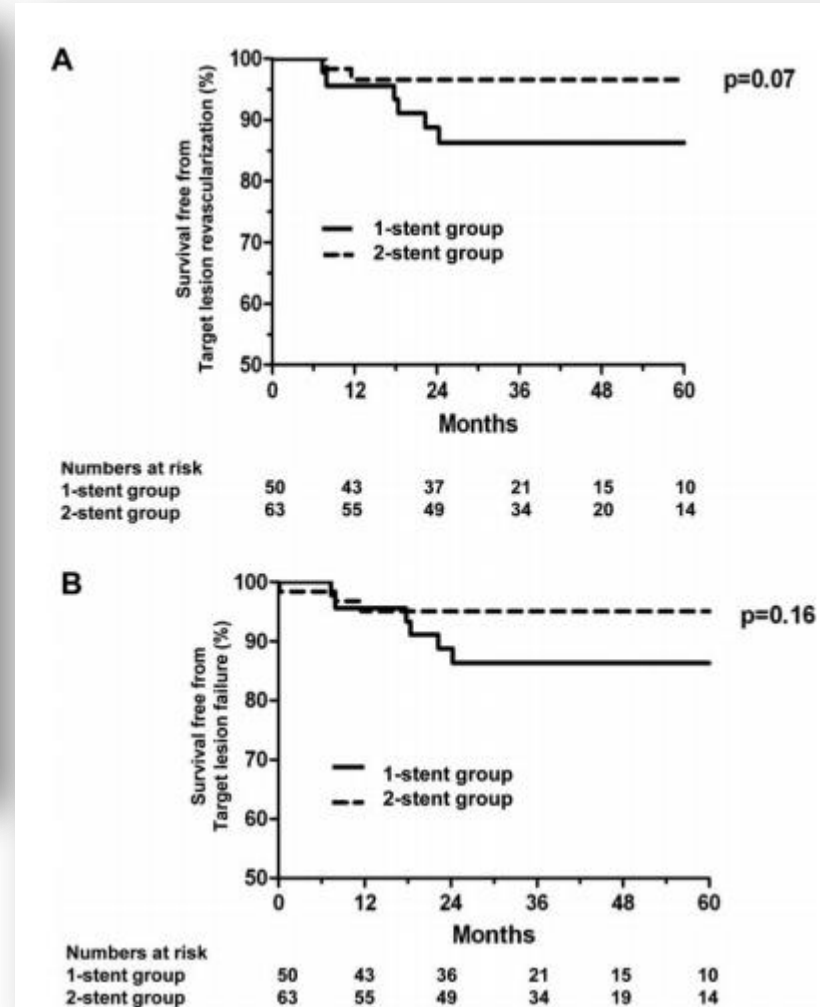 A
p=0.07
Survival free from
Target lesion revascularization (%)
100
90
80
70
60
50
1-stent group
2-stent group
0 12 24 36 48 60
Months
Numbers at risk
1-stent group 50 43 37 21 15 10
2-stent group 63 55 49 34 20 14
B
p=0.16
Survival free from
Target lesion failure (%)
100
90
80
70
60
50
1-stent group
2-stent group
0 12 24 36 48 60
Months
Numbers at risk
1-stent group 50 43 36 21 15 10
2-stent group 63 55 49 34 19 14